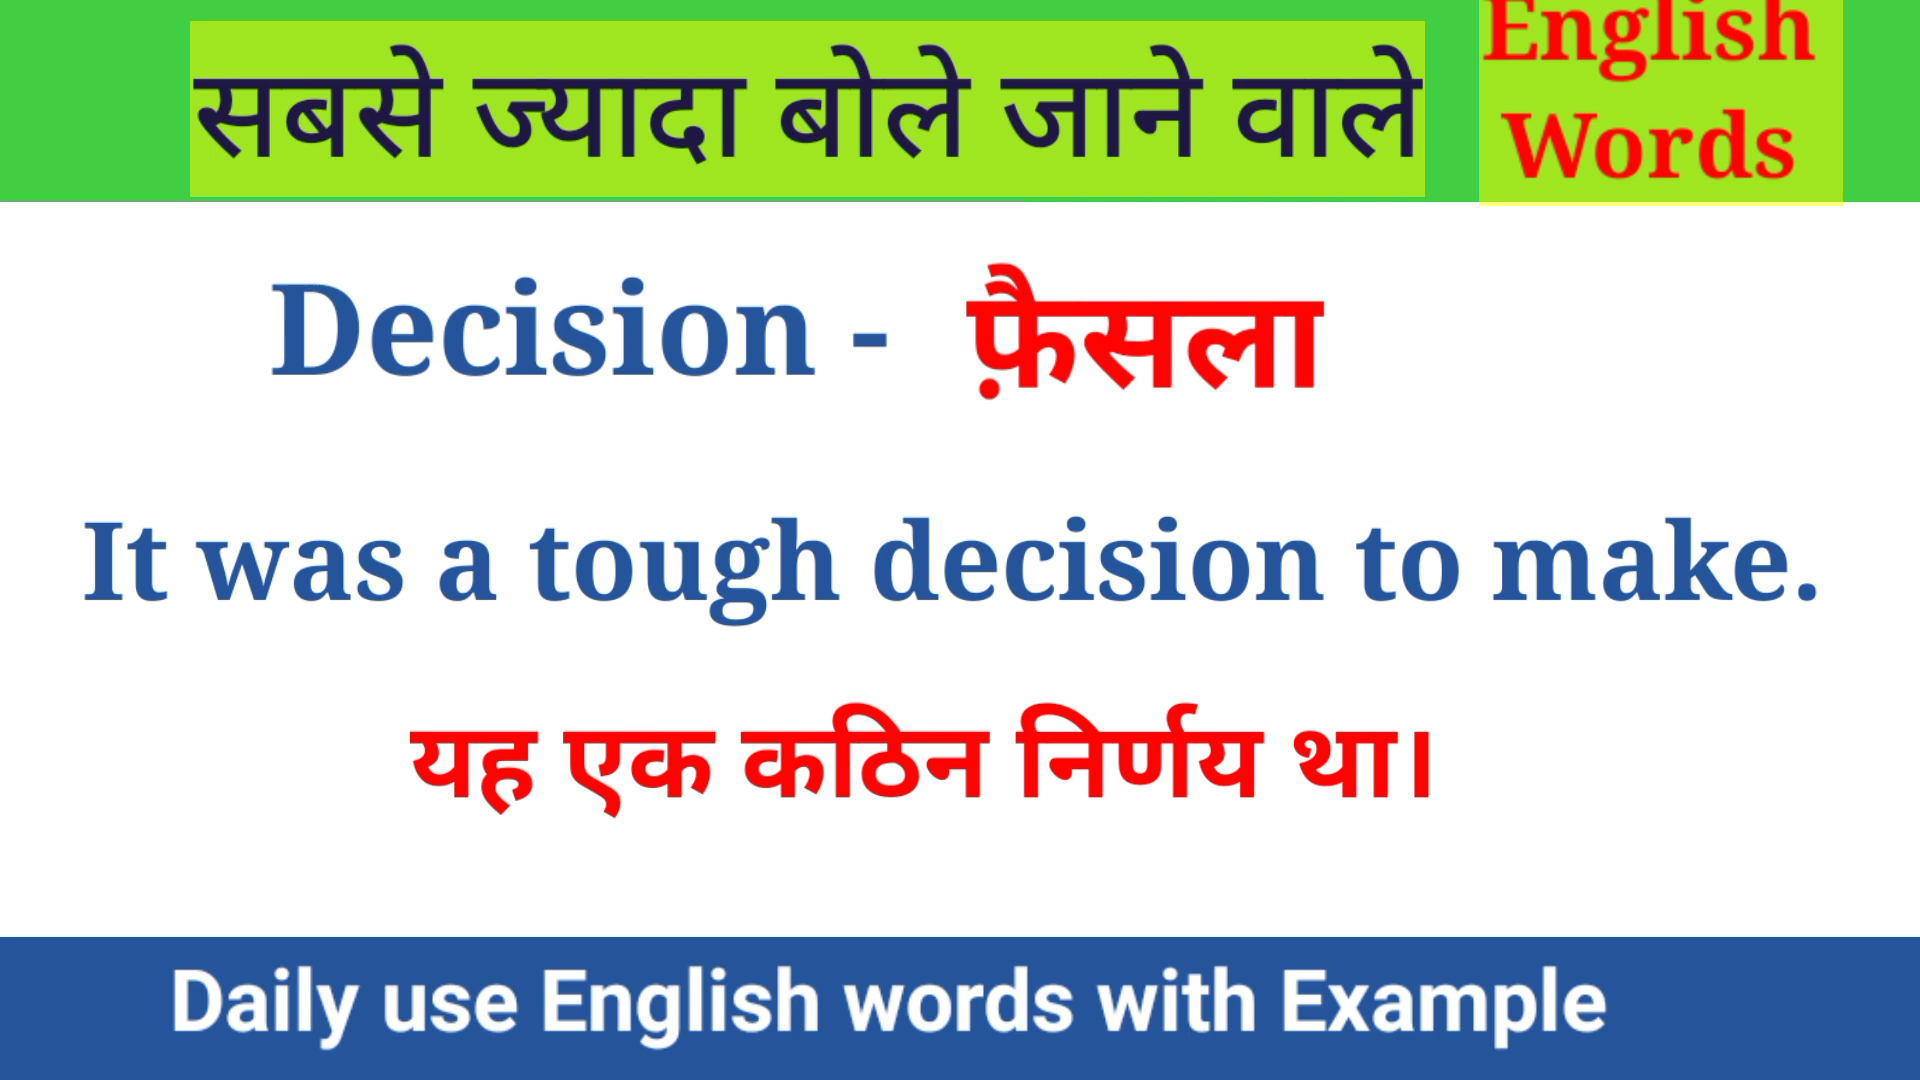 सबसे ज्यादा बोले जाने वाले
English
Words
Decision - फ़ैसला
It was a tough decision to make.
यह एक कठिन निर्णय था।
Daily use English words with Example